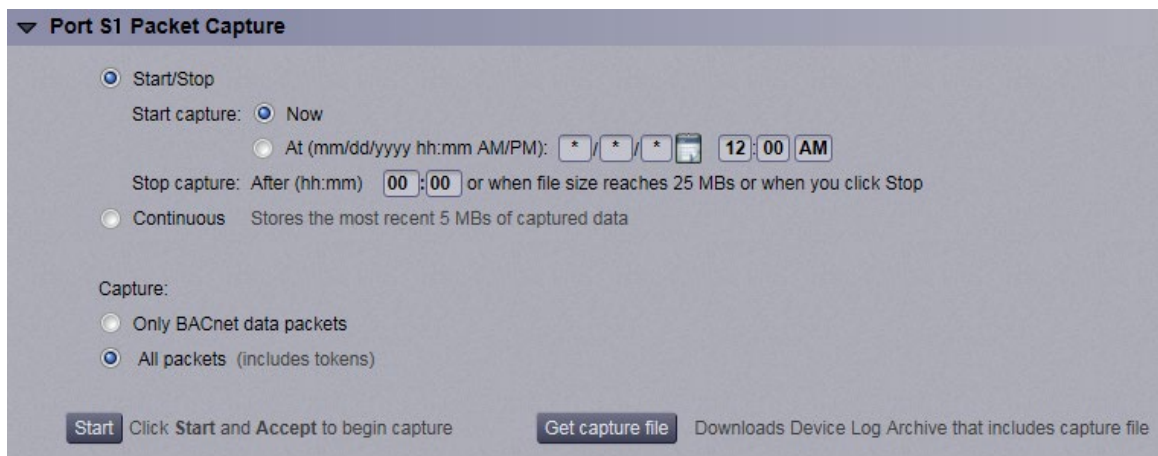 Port S1 Packet Capture
Start/Stop
Start capture: Now
At (mm/dd/yyyy hh:mm AM/PM): * / * / * 12 : 00 AM
Stop capture: After (hh:mm) 00 : 00 or when file size reaches 25 MBs or when you click Stop
Continuous Stores the most recent 5 MBs of captured data
Capture:
Only BACnet data packets
All packets (includes tokens)
Start Click Start and Accept to begin capture Get capture file Downloads Device Log Archive that includes capture file